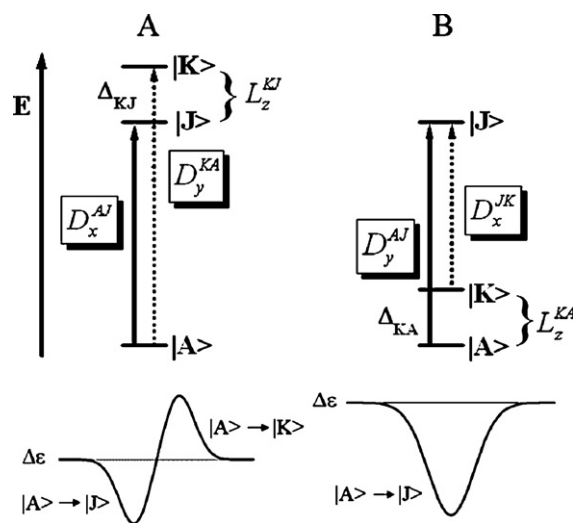 A
|K>
Δ_KJ
} L_z^{KJ}
E
|J>
D_y^{KA}
D_x^{AJ}
|A>
Δε
|A>→|K>
|A>→|J>
B
|J>
D_x^{JK}
D_y^{AJ}
|K>
Δ_KA
} L_z^{KA}
|A>
Δε
|A>→|J>